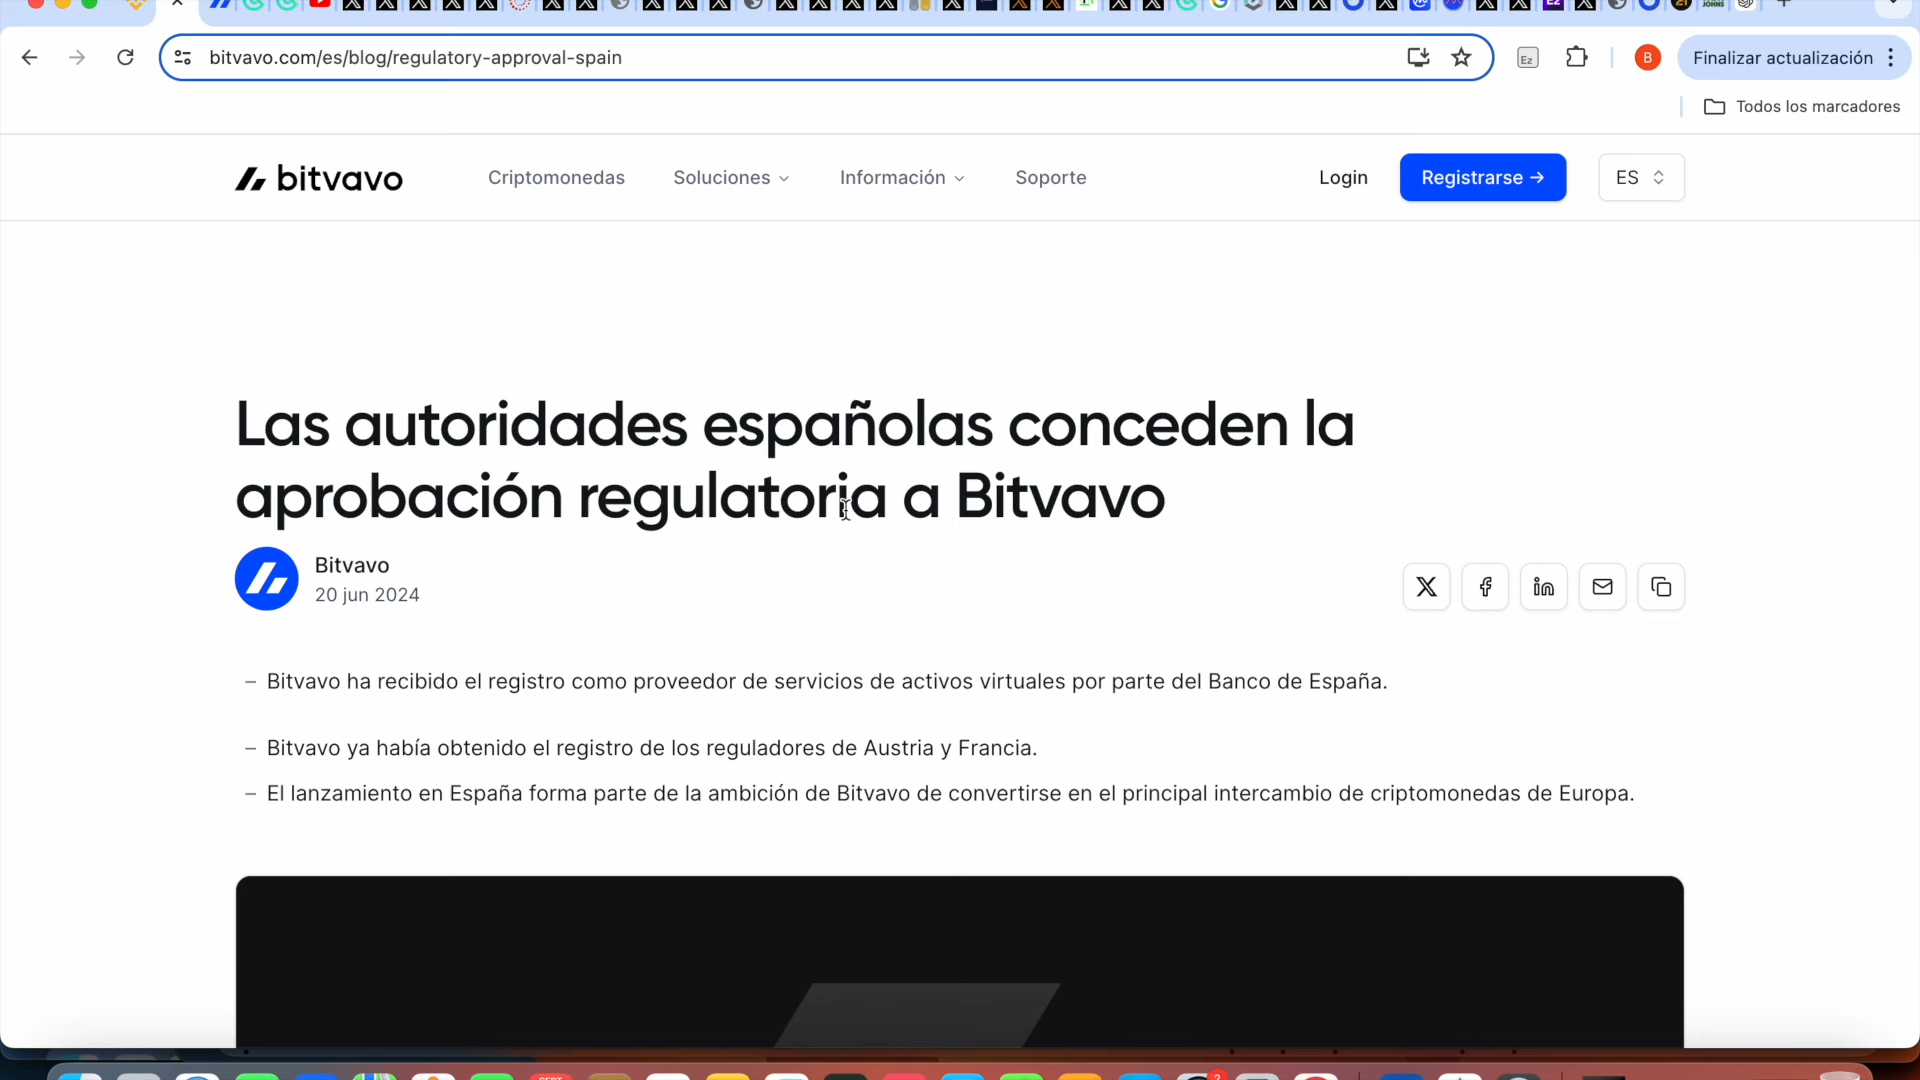 bitvavo.com/es/blog/regulatory-approval-spain
Ez
B
Finalizar actualización
Todos los marcadores
bitvavo
Criptomonedas
Soluciones
Información
Soporte
Login
Registrarse →
ES
Las autoridades españolas conceden la
aprobación regulatoria a Bitvavo
Bitvavo
20 jun 2024
– Bitvavo ha recibido el registro como proveedor de servicios de activos virtuales por parte del Banco de España.
– Bitvavo ya había obtenido el registro de los reguladores de Austria y Francia.
– El lanzamiento en España forma parte de la ambición de Bitvavo de convertirse en el principal intercambio de criptomonedas de Europa.
SEPT
2